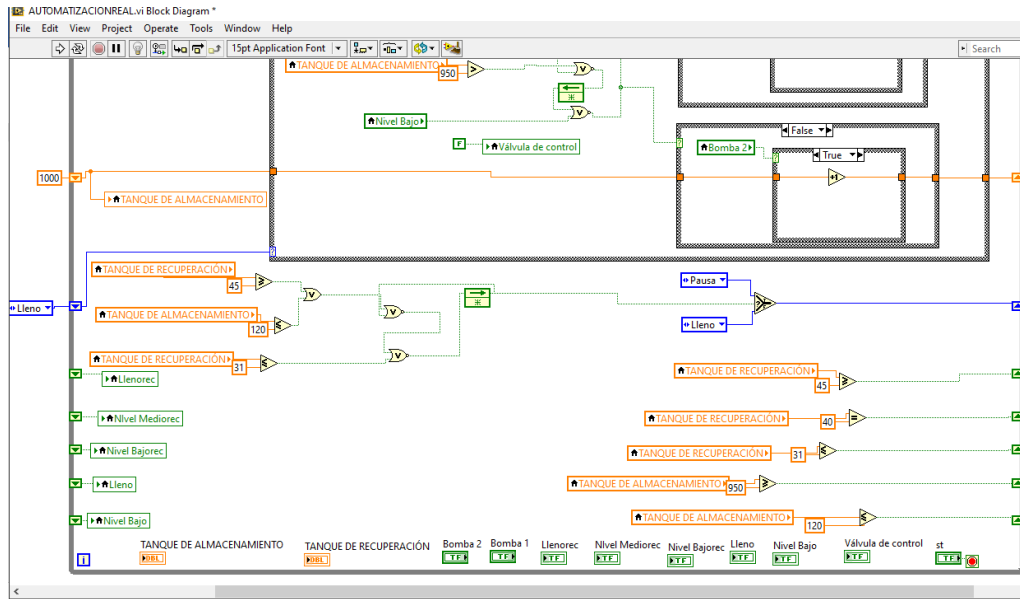 AUTOMATIZACIONREAL.vi Block Diagram *
File Edit View Project Operate Tools Window Help
15pt Application Font
Search
TANQUE DE ALMACENAMIENTO
950
Nivel Bajo
F
Válvula de control
False
Bomba 2
True
+1
1000
TANQUE DE ALMACENAMIENTO
TANQUE DE RECUPERACIÓN
45
Pausa
Lleno
TANQUE DE ALMACENAMIENTO
120
Lleno
TANQUE DE RECUPERACIÓN
31
Llenorec
TANQUE DE RECUPERACIÓN
45
NIvel Mediorec
TANQUE DE RECUPERACIÓN
40
Nivel Bajorec
TANQUE DE RECUPERACIÓN
31
Lleno
TANQUE DE ALMACENAMIENTO
950
Nivel Bajo
TANQUE DE ALMACENAMIENTO
120
i
TANQUE DE ALMACENAMIENTO
DBL
TANQUE DE RECUPERACIÓN
DBL
Bomba 2
TF
Bomba 1
TF
Llenorec
TF
NIvel Mediorec
TF
Nivel Bajorec
TF
Lleno
TF
Nivel Bajo
TF
Válvula de control
TF
st
TF